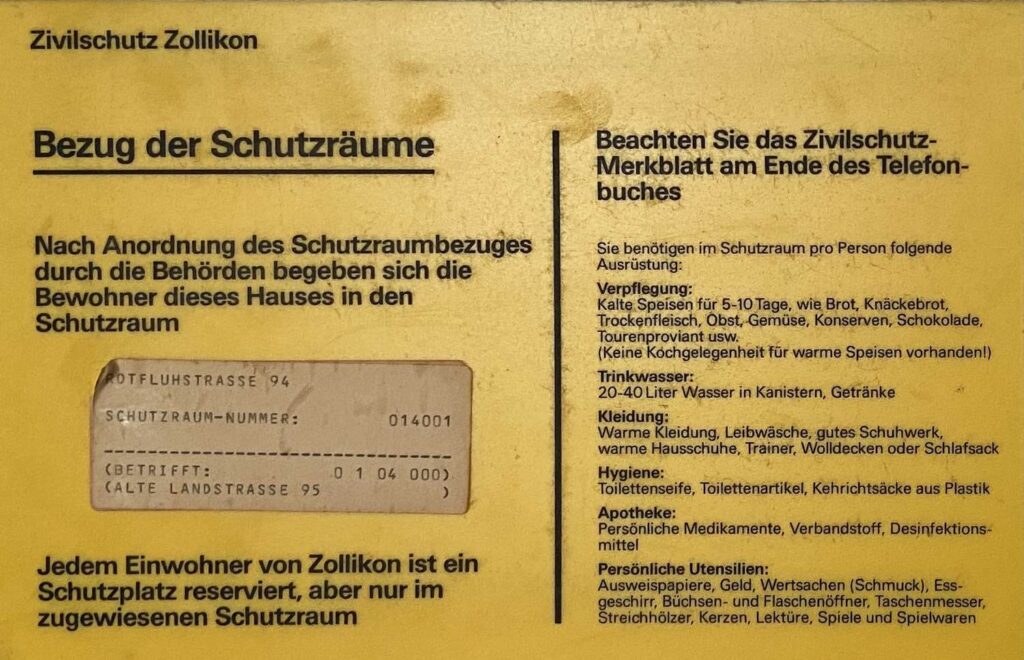 Zivilschutz Zollikon
Bezug der Schutzräume
Nach Anordnung des Schutzraumbezuges
durch die Behörden begeben sich die
Bewohner dieses Hauses in den
Schutzraum
ROTFLUHSTRASSE 94
SCHUTZRAUM-NUMMER: 014001
(BETRIFFT: 0 1 04 000)
(ALTE LANDSTRASSE 95 )
Jedem Einwohner von Zollikon ist ein
Schutzplatz reserviert, aber nur im
zugewiesenen Schutzraum
Beachten Sie das Zivilschutz-
Merkblatt am Ende des Telefon-
buches
Sie benötigen im Schutzraum pro Person folgende
Ausrüstung:
Verpflegung:
Kalte Speisen für 5-10 Tage, wie Brot, Knäckebrot,
Trockenfleisch, Obst, Gemüse, Konserven, Schokolade,
Tourenproviant usw.
(Keine Kochgelegenheit für warme Speisen vorhanden!)
Trinkwasser:
20-40 Liter Wasser in Kanistern, Getränke
Kleidung:
Warme Kleidung, Leibwäsche, gutes Schuhwerk,
warme Hausschuhe, Trainer, Wolldecken oder Schlafsack
Hygiene:
Toilettenseife, Toilettenartikel, Kehrichtsäcke aus Plastik
Apotheke:
Persönliche Medikamente, Verbandstoff, Desinfektions-
mittel
Persönliche Utensilien:
Ausweispapiere, Geld, Wertsachen (Schmuck), Ess-
geschirr, Büchsen- und Flaschenöffner, Taschenmesser,
Streichhölzer, Kerzen, Lektüre, Spiele und Spielwaren